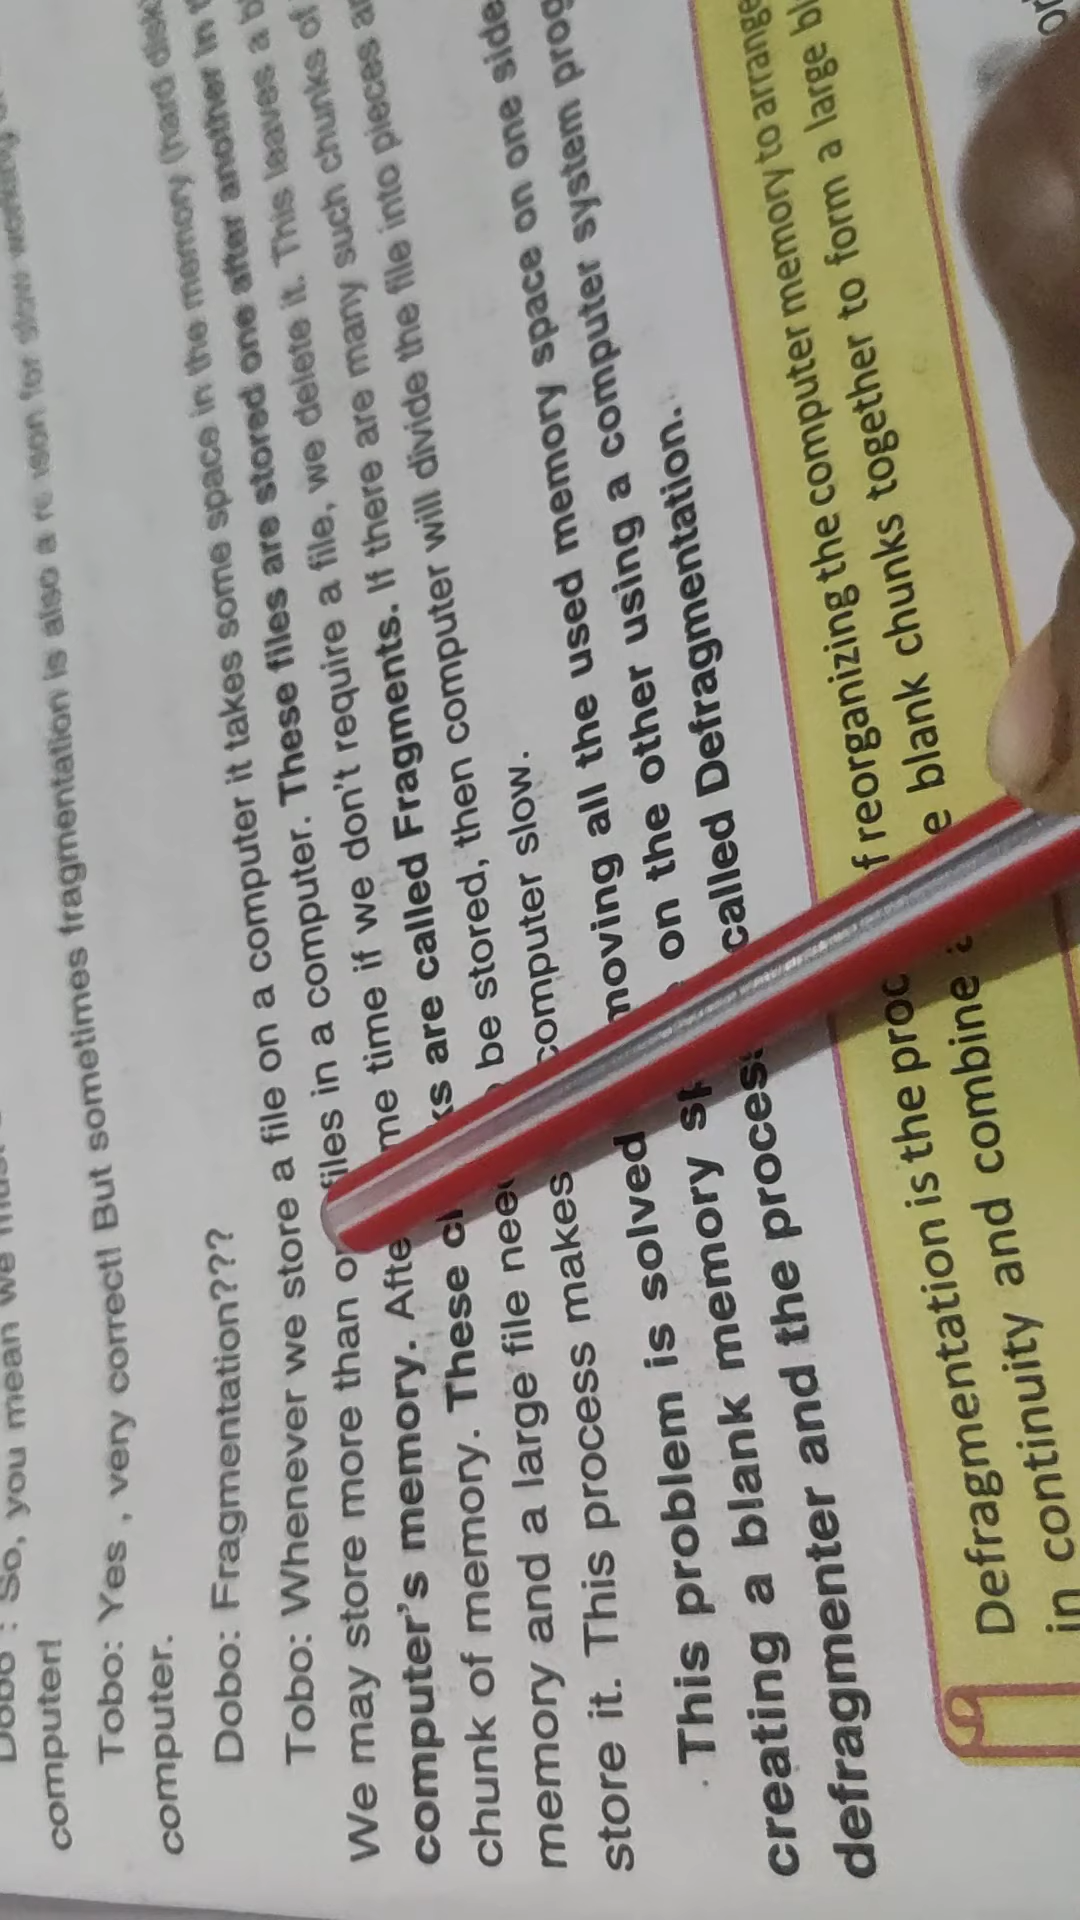 : So, you mean we
computer!
Tobo: Yes , very correct! But sometimes fragmentation is also a reason for slow working
computer.
Dobo: Fragmentation???
Tobo: Whenever we store a file on a computer it takes some space in the memory (hard disk
We may store more than files in a computer. These files are stored one after another in
computer's memory. me time if we don't require a file, we delete it. This leaves a b
chunk of memory. These ks are called Fragments. If there are many such chunks of
memory and a large file be stored, then computer will divide the file into pieces
store it. This process makes computer slow.
This problem is solved moving all the used memory space on one side
creating a blank memory on the other using a computer system prog
defragmenter and the process called Defragmentation.
Defragmentation is the proc f reorganizing the computer memory to arrange
in continuity and combine blank chunks together to form a large bl